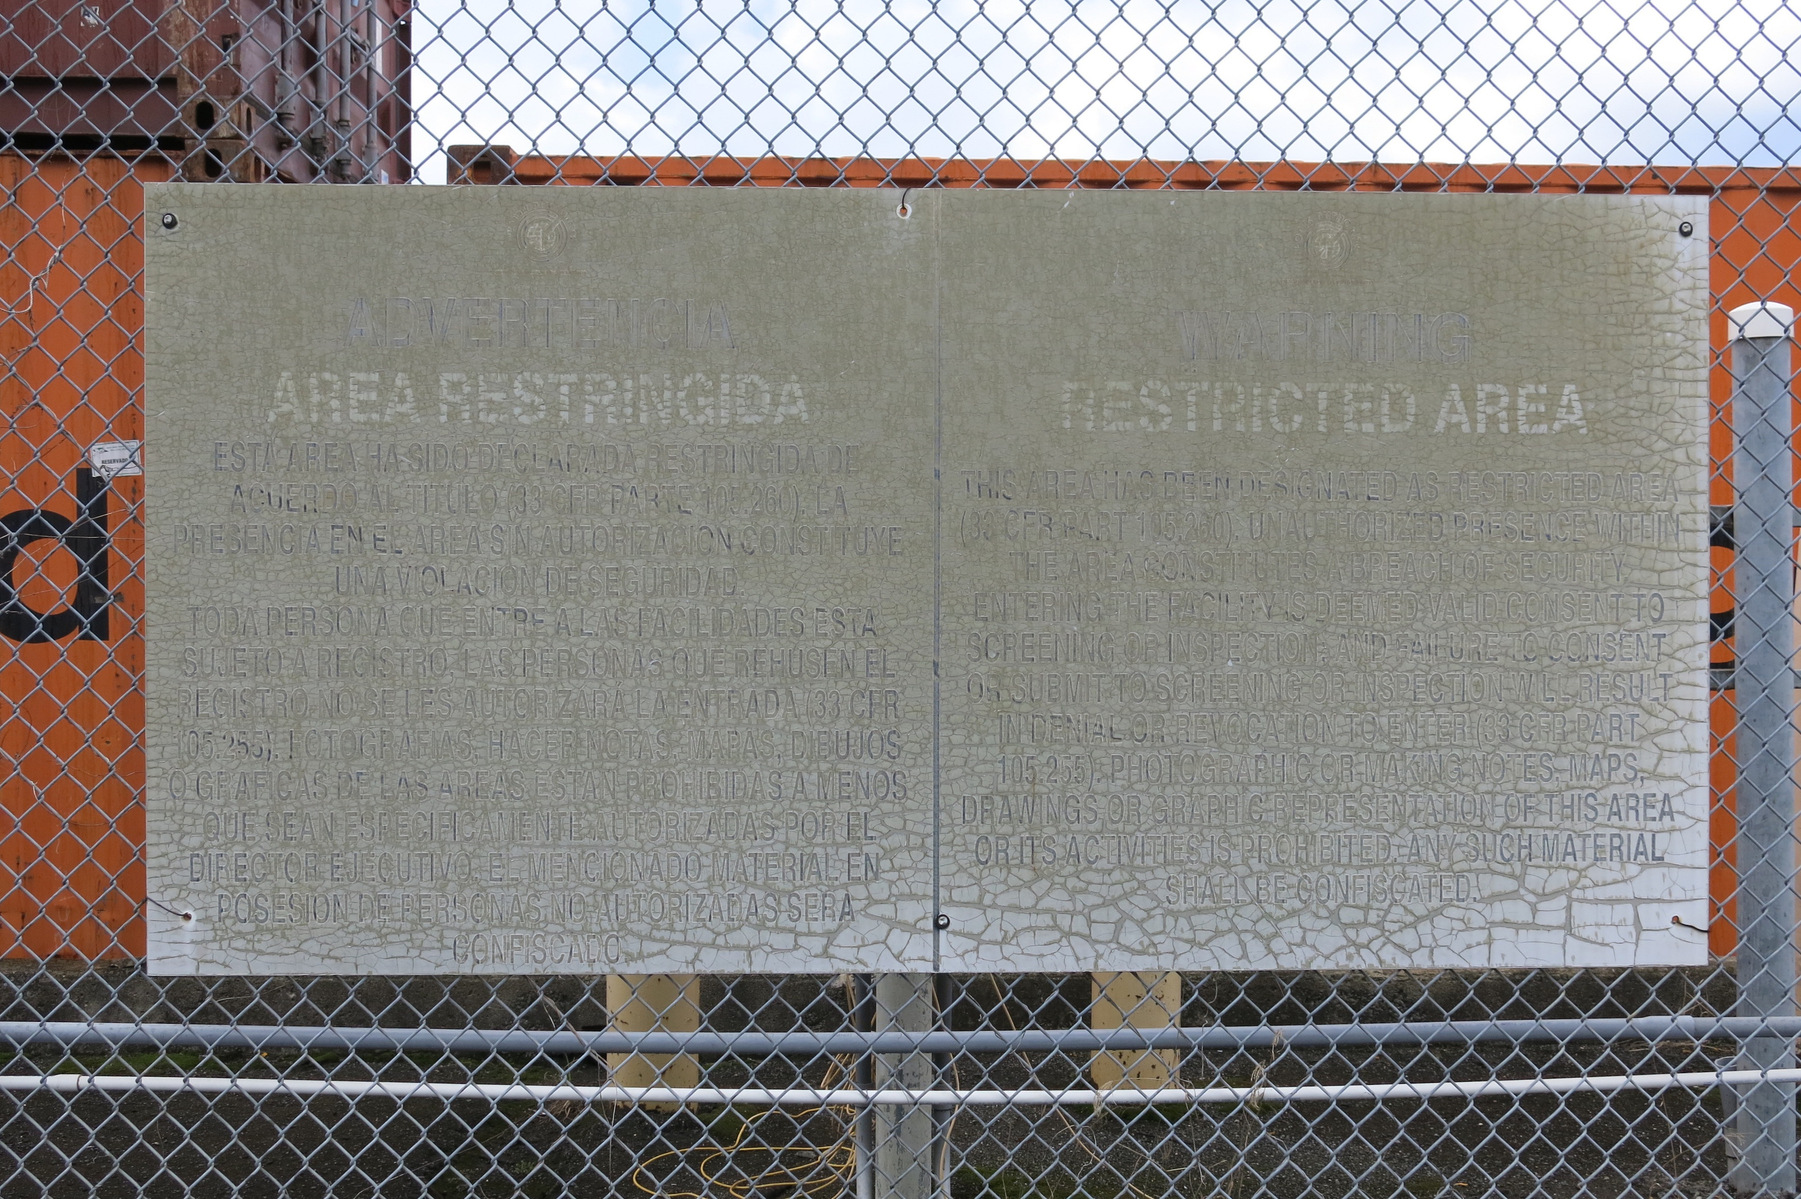 ADVERTENCIA
AREA RESTRINGIDA
ESTA AREA HA SIDO DECLARADA RESTRINGIDA DE
ACUERDO AL TITULO (33 CFR PARTE 105.260). LA
PRESENCIA EN EL AREA SIN AUTORIZACION CONSTITUYE
UNA VIOLACION DE SEGURIDAD.
TODA PERSONA QUE ENTRE A LAS FACILIDADES ESTA
SUJETO A REGISTRO, LAS PERSONAS QUE REHUSEN EL
REGISTRO NO SE LES AUTORIZARA LA ENTRADA (33 CFR
105.255). FOTOGRAFIAS, HACER NOTAS, MAPAS, DIBUJOS
O GRAFICAS DE LAS AREAS ESTAN PROHIBIDAS A MENOS
QUE SEAN ESPECIFICAMENTE AUTORIZADAS POR EL
DIRECTOR EJECUTIVO. EL MENCIONADO MATERIAL EN
POSESION DE PERSONAS NO AUTORIZADAS SERA
CONFISCADO.
WARNING
RESTRICTED AREA
THIS AREA HAS BEEN DESIGNATED AS RESTRICTED AREA
(33 CFR PART 105.260). UNAUTHORIZED PRESENCE WITHIN
THE AREA CONSTITUTES A BREACH OF SECURITY.
ENTERING THE FACILITY IS DEEMED VALID CONSENT TO
SCREENING OR INSPECTION, AND FAILURE TO CONSENT
OR SUBMIT TO SCREENING OR INSPECTION WILL RESULT
IN DENIAL OR REVOCATION TO ENTER (33 CFR PART
105.255). PHOTOGRAPHIC OR MAKING NOTES, MAPS,
DRAWINGS OR GRAPHIC REPRESENTATION OF THIS AREA
OR ITS ACTIVITIES IS PROHIBITED. ANY SUCH MATERIAL
SHALL BE CONFISCATED.
RESERVADO
d